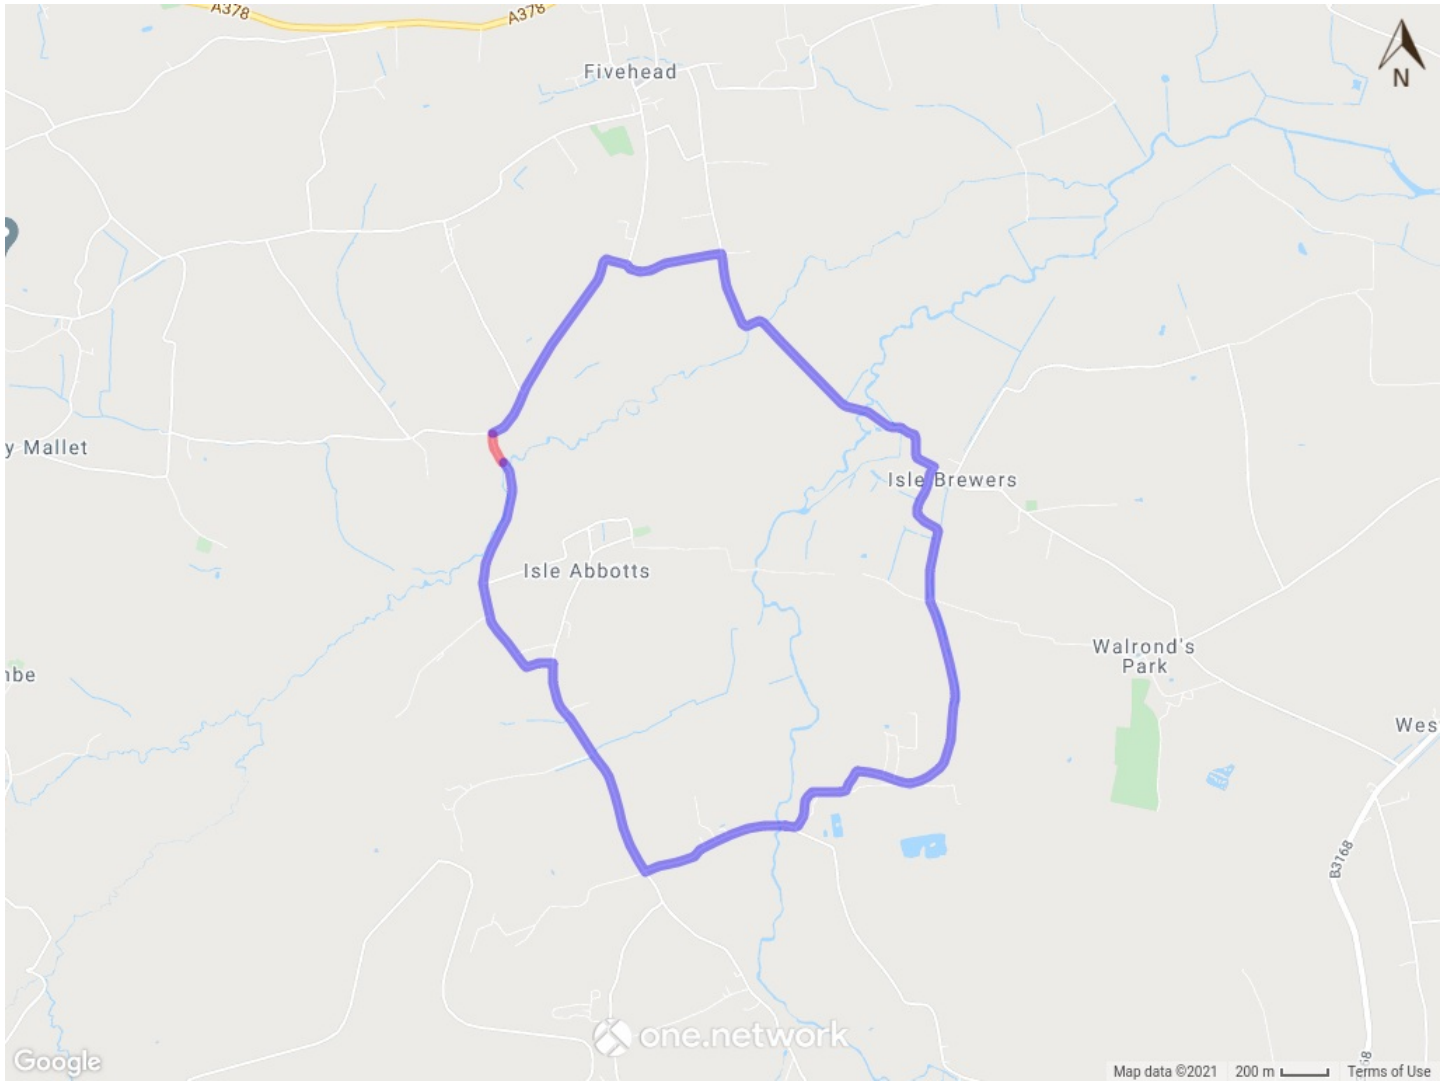 A378
A378
Fivehead
N
y Mallet
Isle Brewers
Isle Abbotts
Walrond's
Park
nbe
Wes
B3168
68
one.network
Google
Map data ©2021 200 m Terms of Use